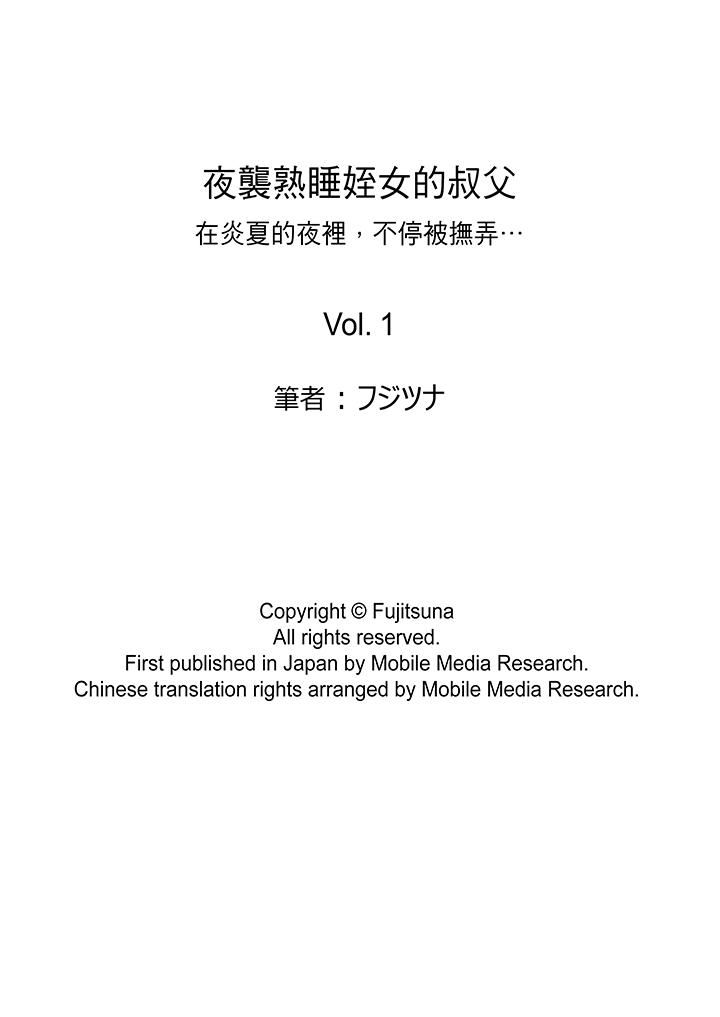 夜襲熟睡姪女的叔父
在炎夏的夜裡，不停被撫弄…
Vol. 1
筆者：フジツナ
Copyright © Fujitsuna
All rights reserved.
First published in Japan by Mobile Media Research.
Chinese translation rights arranged by Mobile Media Research.